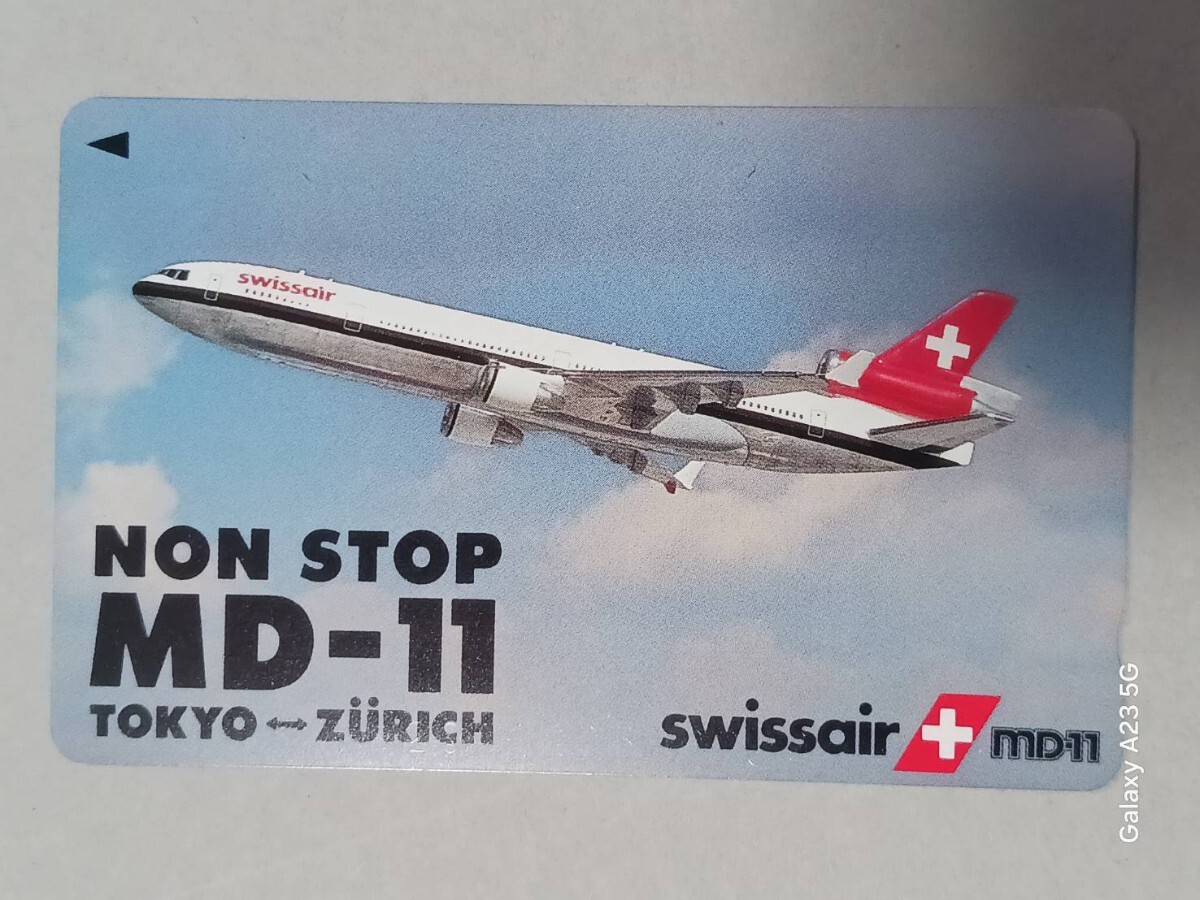 swissair
NON STOP
MD-11
TOKYO ↔ ZÜRICH
swissair MD-11
Galaxy A23 5G